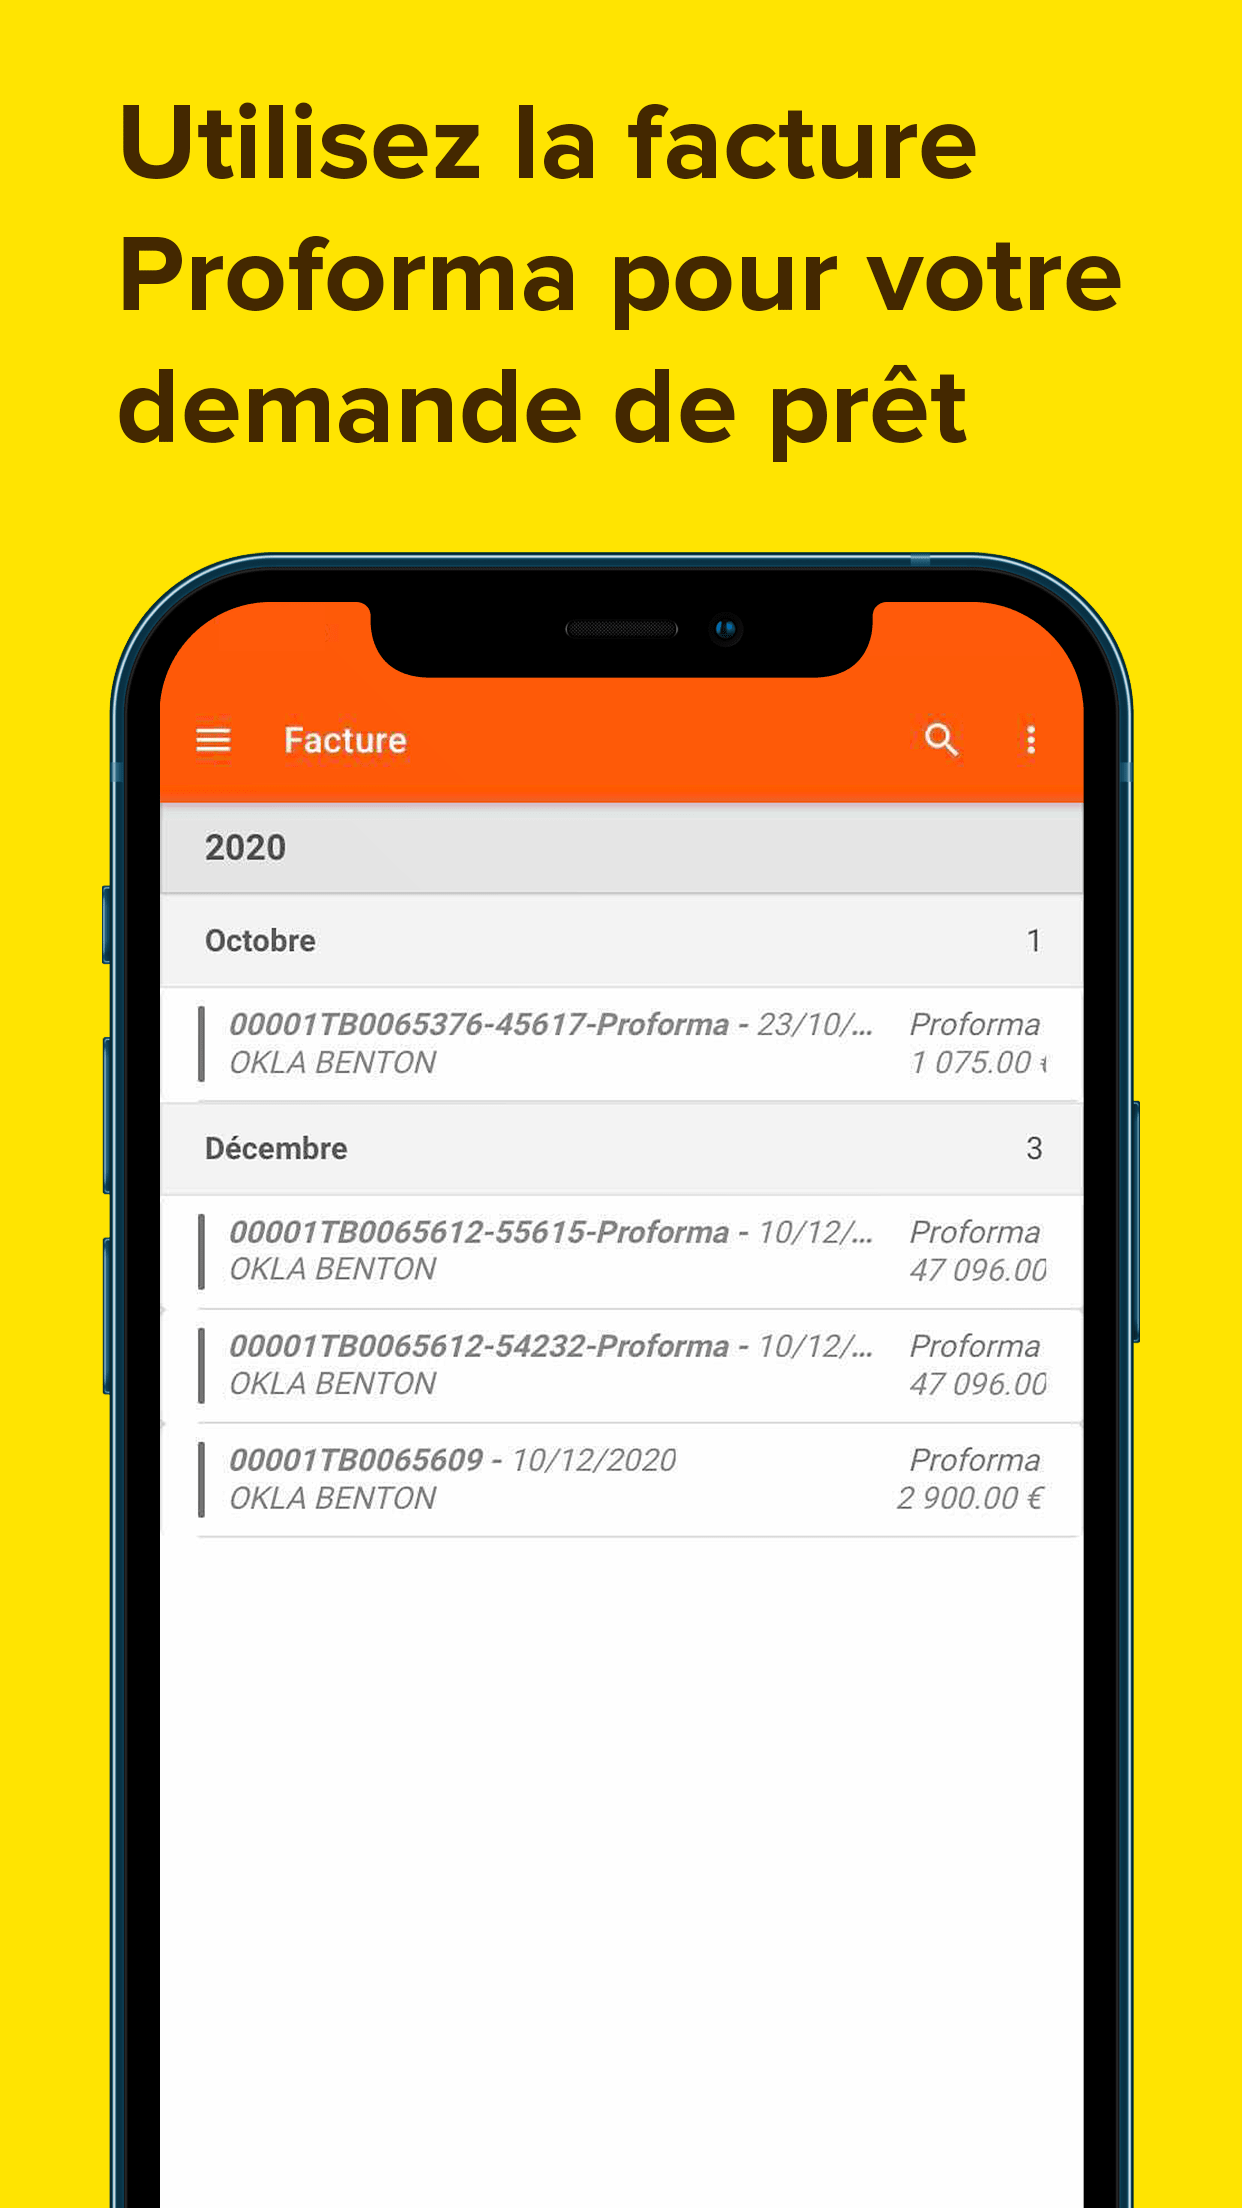 Utilisez la facture
Proforma pour votre
demande de prêt
Facture
2020
Octobre 1
00001TB0065376-45617-Proforma - 23/10/... Proforma
OKLA BENTON 1 075.00 €
Décembre 3
00001TB0065612-55615-Proforma - 10/12/... Proforma
OKLA BENTON 47 096.00
00001TB0065612-54232-Proforma - 10/12/... Proforma
OKLA BENTON 47 096.00
00001TB0065609 - 10/12/2020 Proforma
OKLA BENTON 2 900.00 €